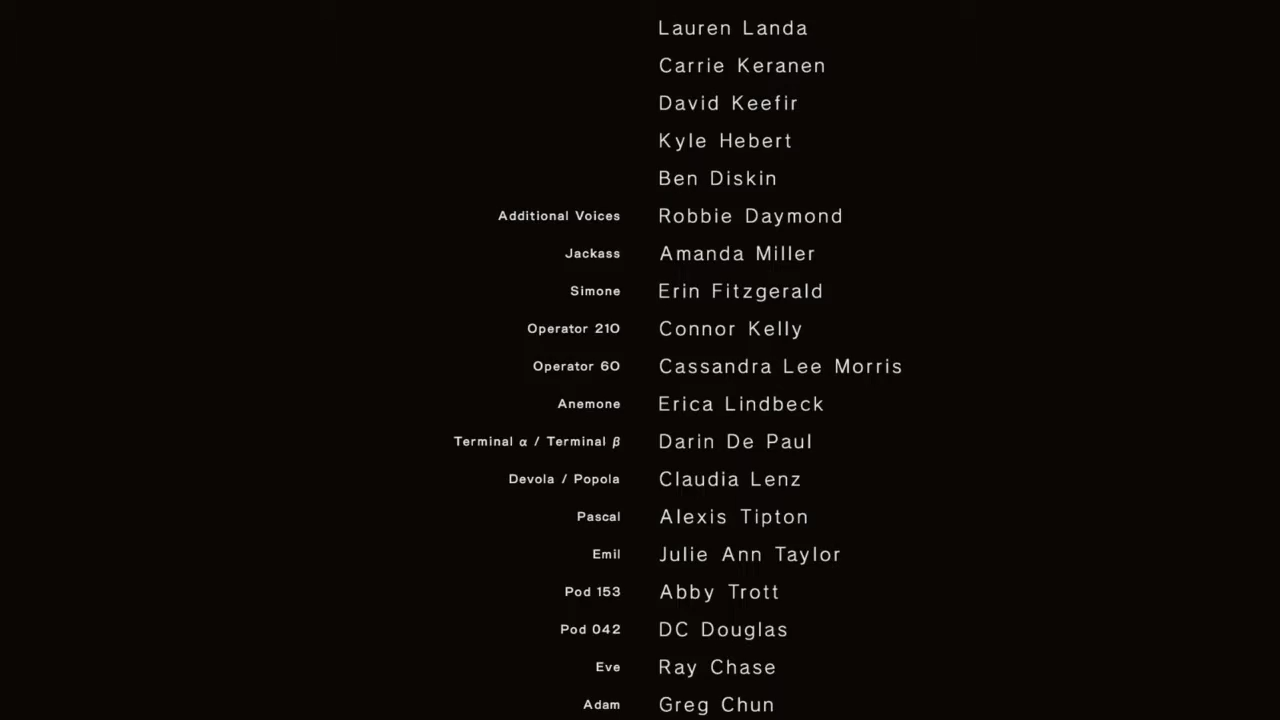 Lauren Landa
Carrie Keranen
David Keefir
Kyle Hebert
Ben Diskin
Additional Voices Robbie Daymond
Jackass Amanda Miller
Simone Erin Fitzgerald
Operator 21O Connor Kelly
Operator 6O Cassandra Lee Morris
Anemone Erica Lindbeck
Terminal α / Terminal β Darin De Paul
Devola / Popola Claudia Lenz
Pascal Alexis Tipton
Emil Julie Ann Taylor
Pod 153 Abby Trott
Pod 042 DC Douglas
Eve Ray Chase
Adam Greg Chun